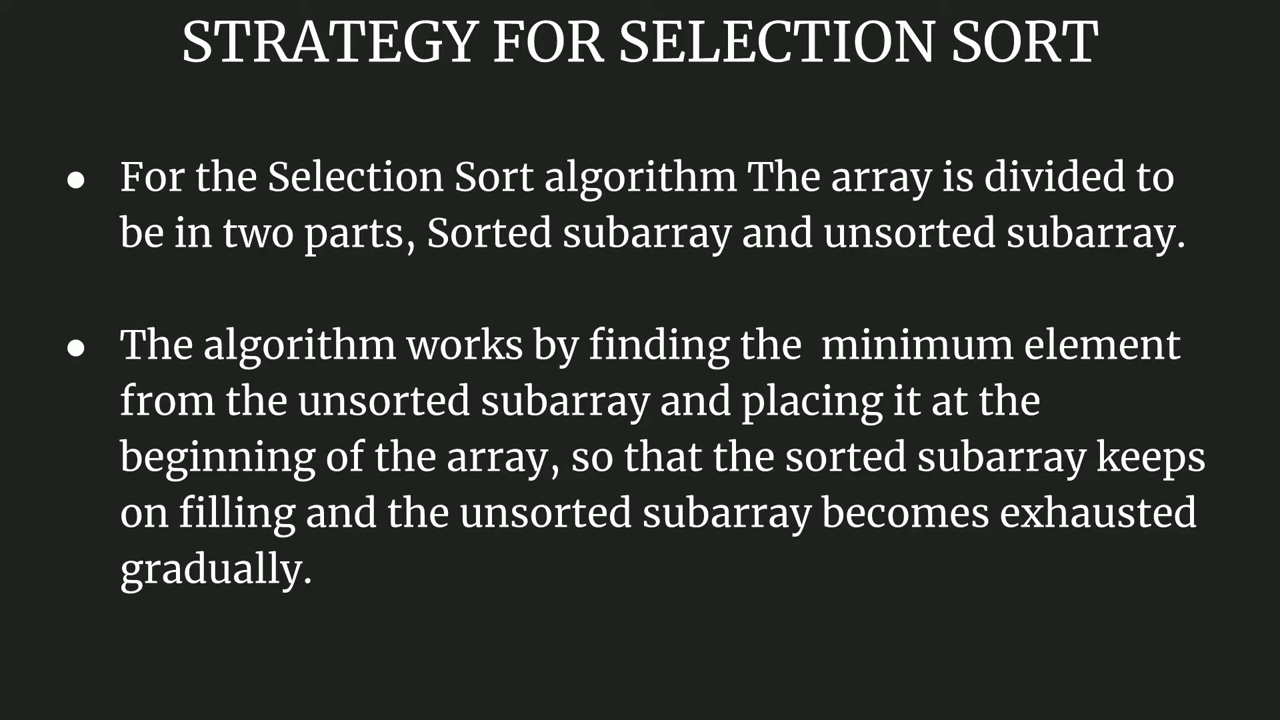 STRATEGY FOR SELECTION SORT
● For the Selection Sort algorithm The array is divided to
be in two parts, Sorted subarray and unsorted subarray.
● The algorithm works by finding the  minimum element
from the unsorted subarray and placing it at the
beginning of the array, so that the sorted subarray keeps
on filling and the unsorted subarray becomes exhausted
gradually.